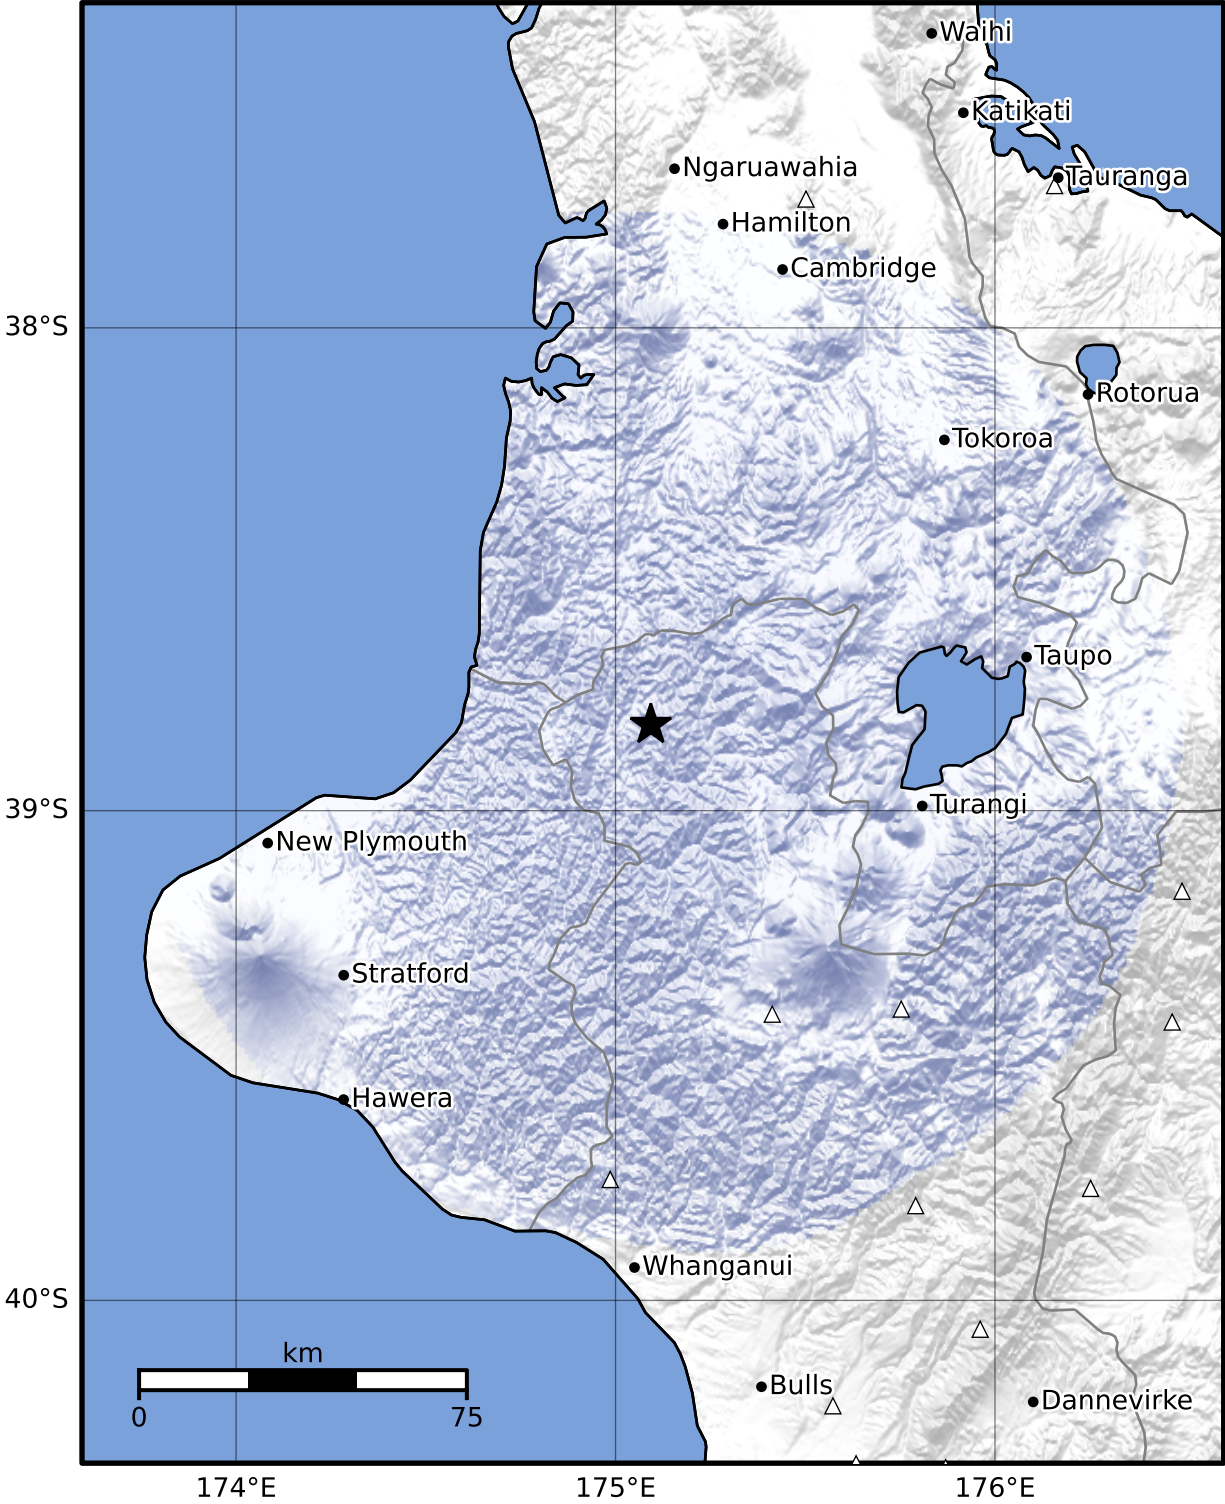 Waihi
Katikati
Ngaruawahia
Tauranga
Hamilton
Cambridge
38°S
Rotorua
Tokoroa
Taupo
39°S
Turangi
New Plymouth
Stratford
Hawera
Whanganui
40°S
km
0
75
Bulls
Dannevirke
174°E
175°E
176°E